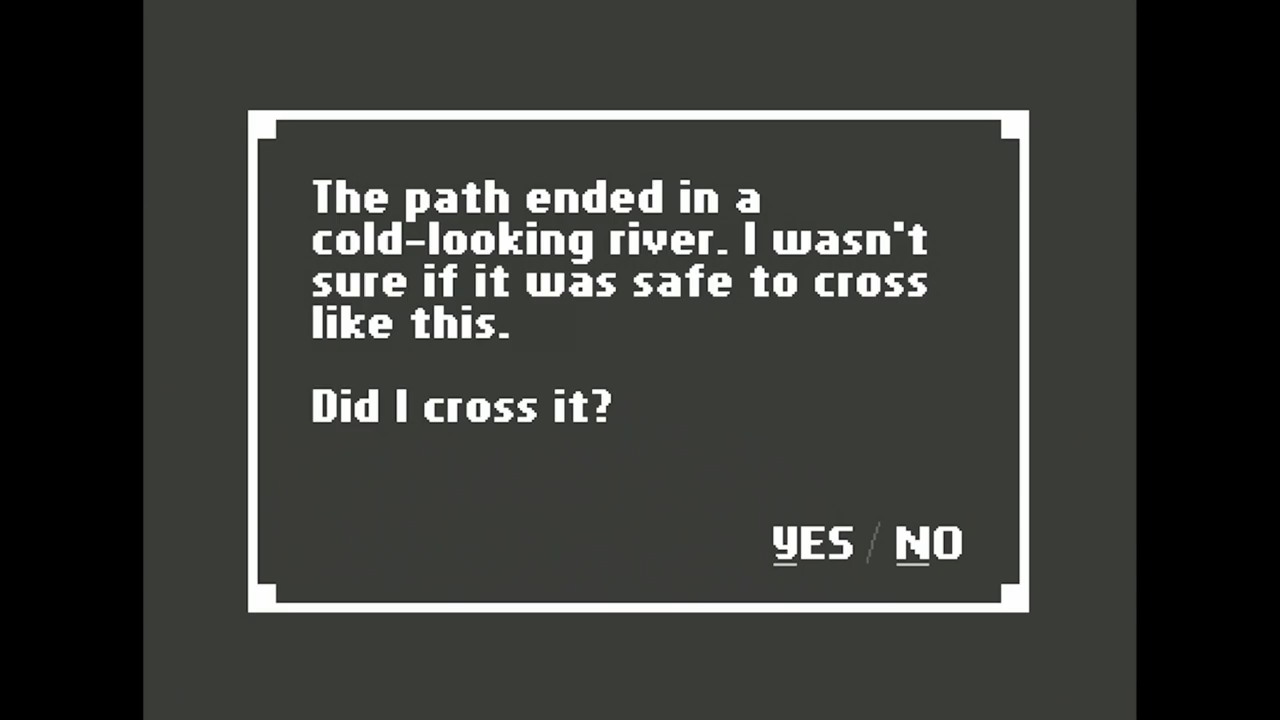 The path ended in a
cold-looking river. I wasn't
sure if it was safe to cross
like this.
Did I cross it?
YES / NO